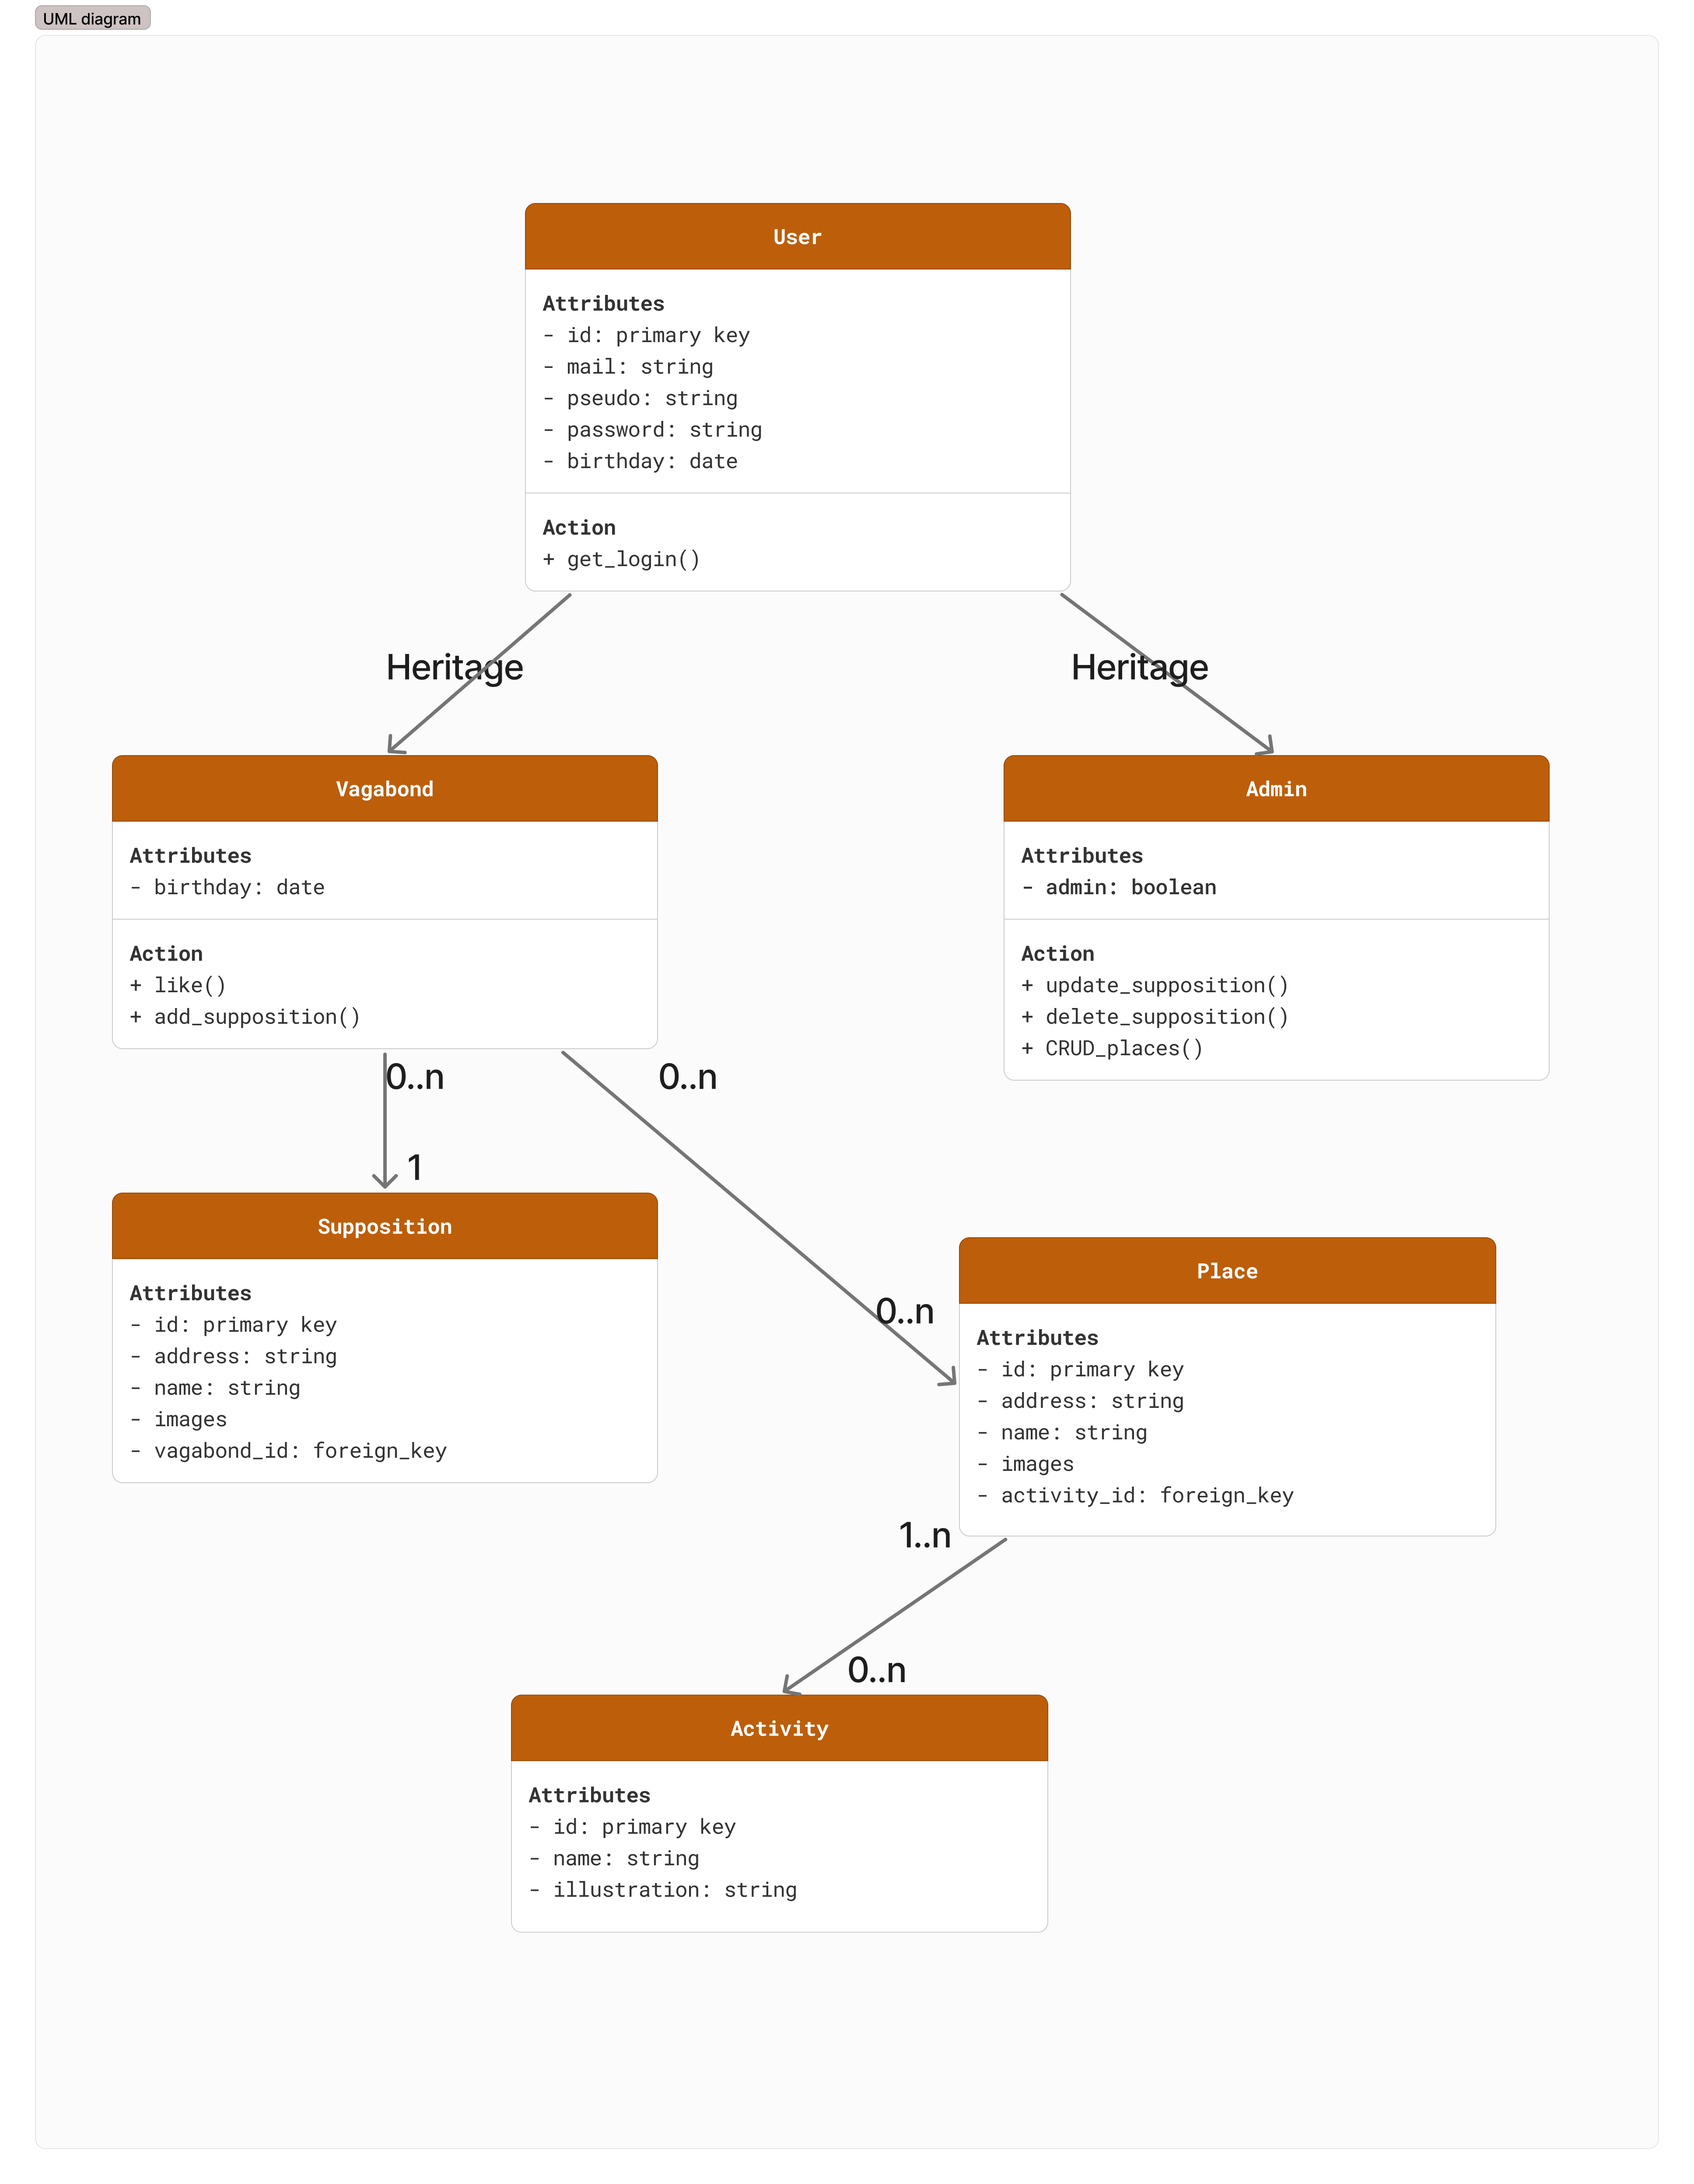 UML diagram
User
Attributes
- id: primary key
- mail: string
- pseudo: string
- password: string
- birthday: date
Action
+ get_login()
Heritage
Heritage
Vagabond
Attributes
- birthday: date
Action
+ like()
+ add_supposition()
Admin
Attributes
- admin: boolean
Action
+ update_supposition()
+ delete_supposition()
+ CRUD_places()
0..n
0..n
1
Supposition
Attributes
- id: primary key
- address: string
- name: string
- images
- vagabond_id: foreign_key
0..n
Place
Attributes
- id: primary key
- address: string
- name: string
- images
- activity_id: foreign_key
1..n
0..n
Activity
Attributes
- id: primary key
- name: string
- illustration: string